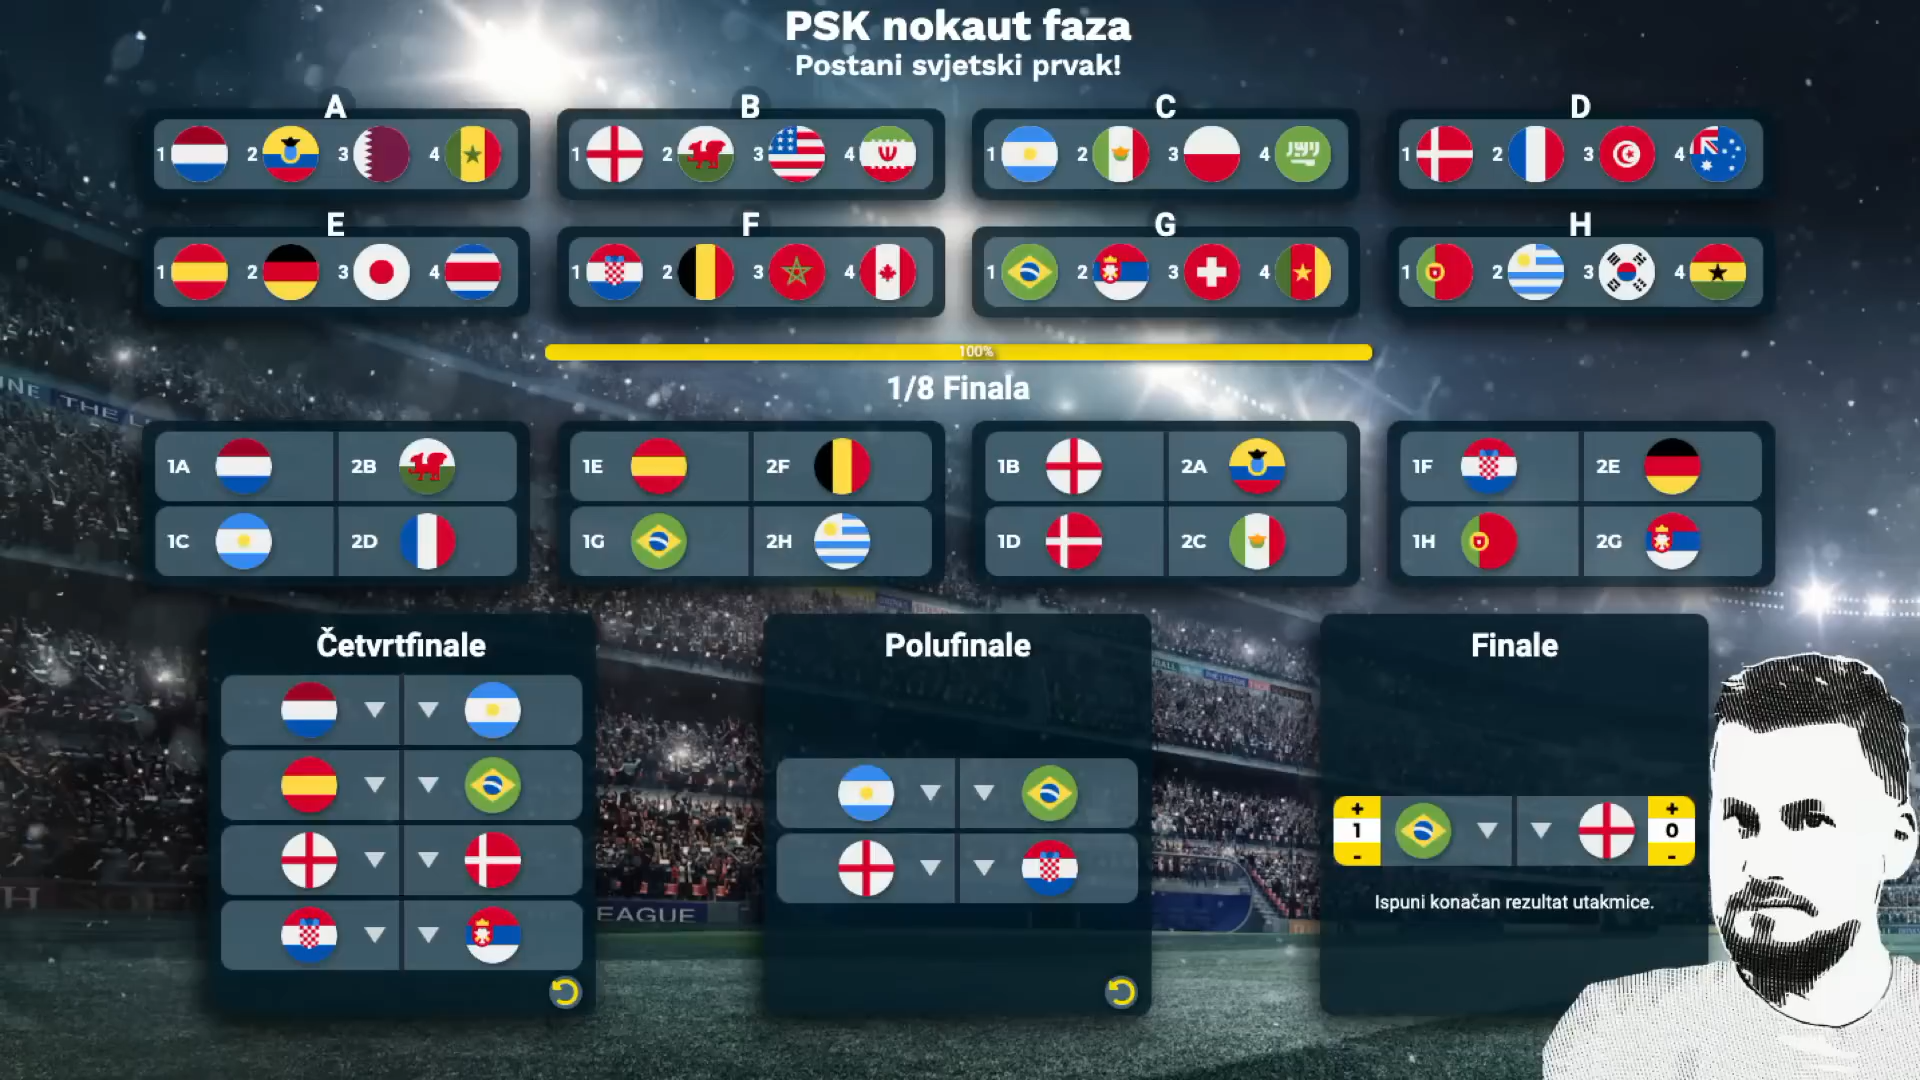 PSK nokaut faza
Postani svjetski prvak!
A B C D
1 2 3 4 1 2 3 4 1 2 3 4 1 2 3 4
E F G H
1 2 3 4 1 2 3 4 1 2 3 4 1 2 3 4
100%
1/8 Finala
1A 2B 1E 2F 1B 2A 1F 2E
1C 2D 1G 2H 1D 2C 1H 2G
Četvrtfinale
Polufinale
Finale
+ +
1 0
- -
Ispuni konačan rezultat utakmice.
THE L
EAGUE